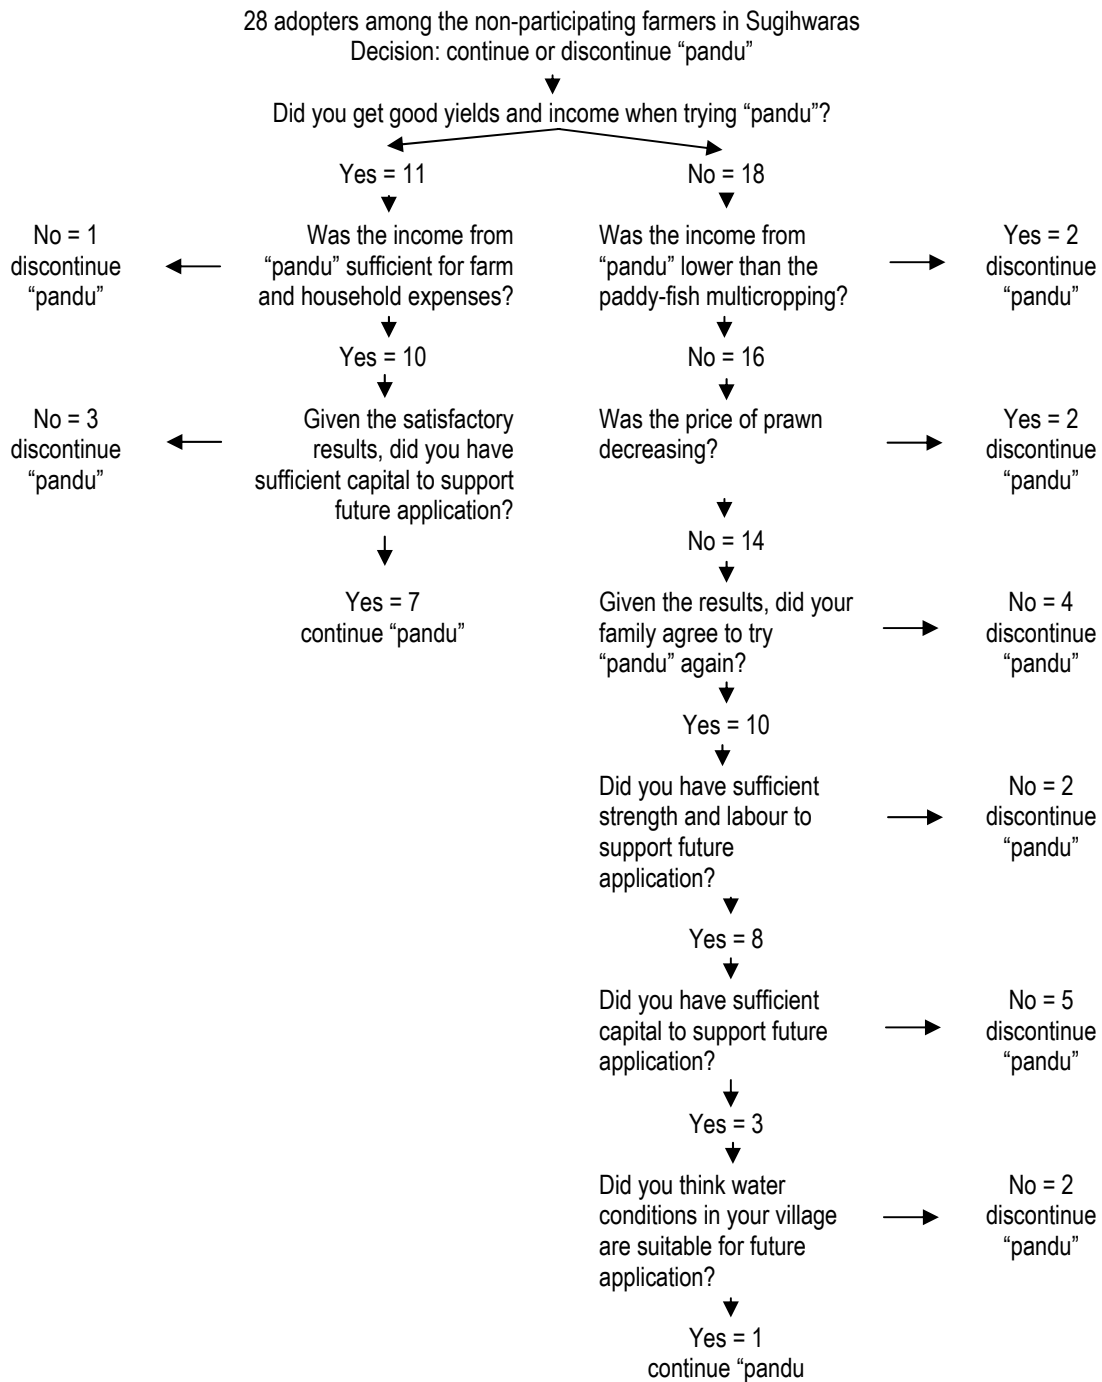 28 adopters among the non-participating farmers in Sugihwaras
Decision: continue or discontinue “pandu”
Did you get good yields and income when trying “pandu”?
Yes = 11
No = 18
No = 1
discontinue
“pandu”
Was the income from
“pandu” sufficient for farm
and household expenses?
Was the income from
“pandu” lower than the
paddy-fish multicropping?
Yes = 2
discontinue
“pandu”
Yes = 10
No = 16
No = 3
discontinue
“pandu”
Given the satisfactory
results, did you have
sufficient capital to support
future application?
Was the price of prawn
decreasing?
Yes = 2
discontinue
“pandu”
No = 14
Yes = 7
continue “pandu”
Given the results, did your
family agree to try
“pandu” again?
No = 4
discontinue
“pandu”
Yes = 10
Did you have sufficient
strength and labour to
support future
application?
No = 2
discontinue
“pandu”
Yes = 8
Did you have sufficient
capital to support future
application?
No = 5
discontinue
“pandu”
Yes = 3
Did you think water
conditions in your village
are suitable for future
application?
No = 2
discontinue
“pandu”
Yes = 1
continue “pandu